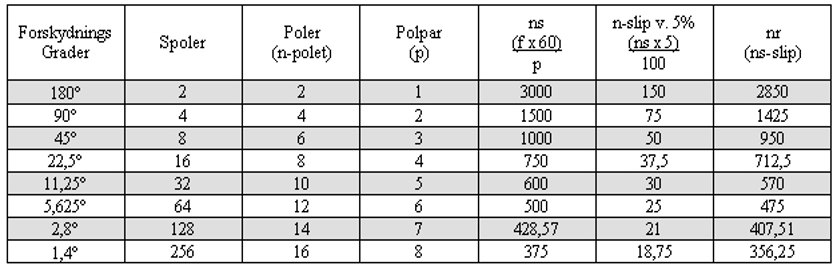 Forskydnings Grader | Spoler | Poler (n-polet) | Polpar (p) | ns (f x 60) p | n-slip v. 5% (ns x 5) 100 | nr (ns-slip)
180° | 2 | 2 | 1 | 3000 | 150 | 2850
90° | 4 | 4 | 2 | 1500 | 75 | 1425
45° | 8 | 6 | 3 | 1000 | 50 | 950
22,5° | 16 | 8 | 4 | 750 | 37,5 | 712,5
11,25° | 32 | 10 | 5 | 600 | 30 | 570
5,625° | 64 | 12 | 6 | 500 | 25 | 475
2,8° | 128 | 14 | 7 | 428,57 | 21 | 407,51
1,4° | 256 | 16 | 8 | 375 | 18,75 | 356,25